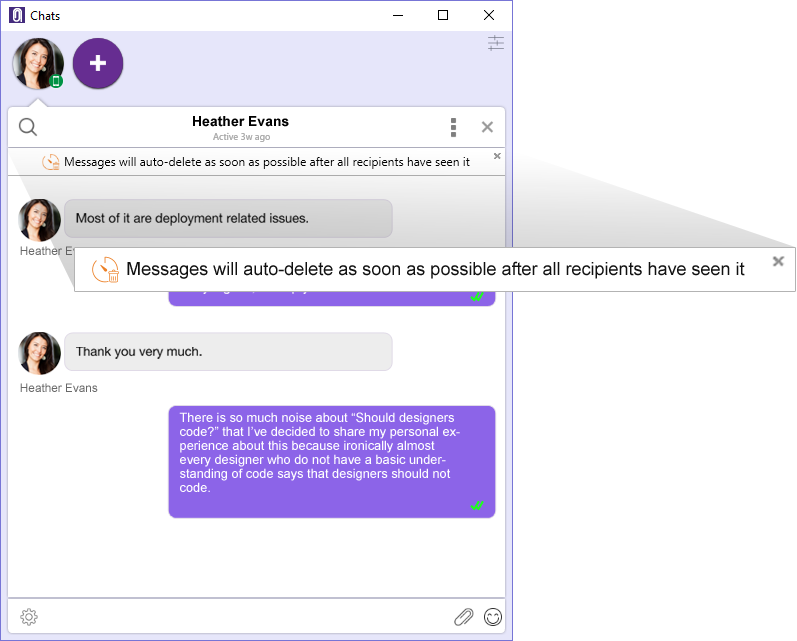 Chats
Heather Evans
Active 3w ago
Messages will auto-delete as soon as possible after all recipients have seen it
Most of it are deployment related issues.
Heather
Messages will auto-delete as soon as possible after all recipients have seen it
Thank you very much.
Heather Evans
There is so much noise about “Should designers
code?” that I’ve decided to share my personal ex-
perience about this because ironically almost
every designer who do not have a basic under-
standing of code says that designers should not
code.